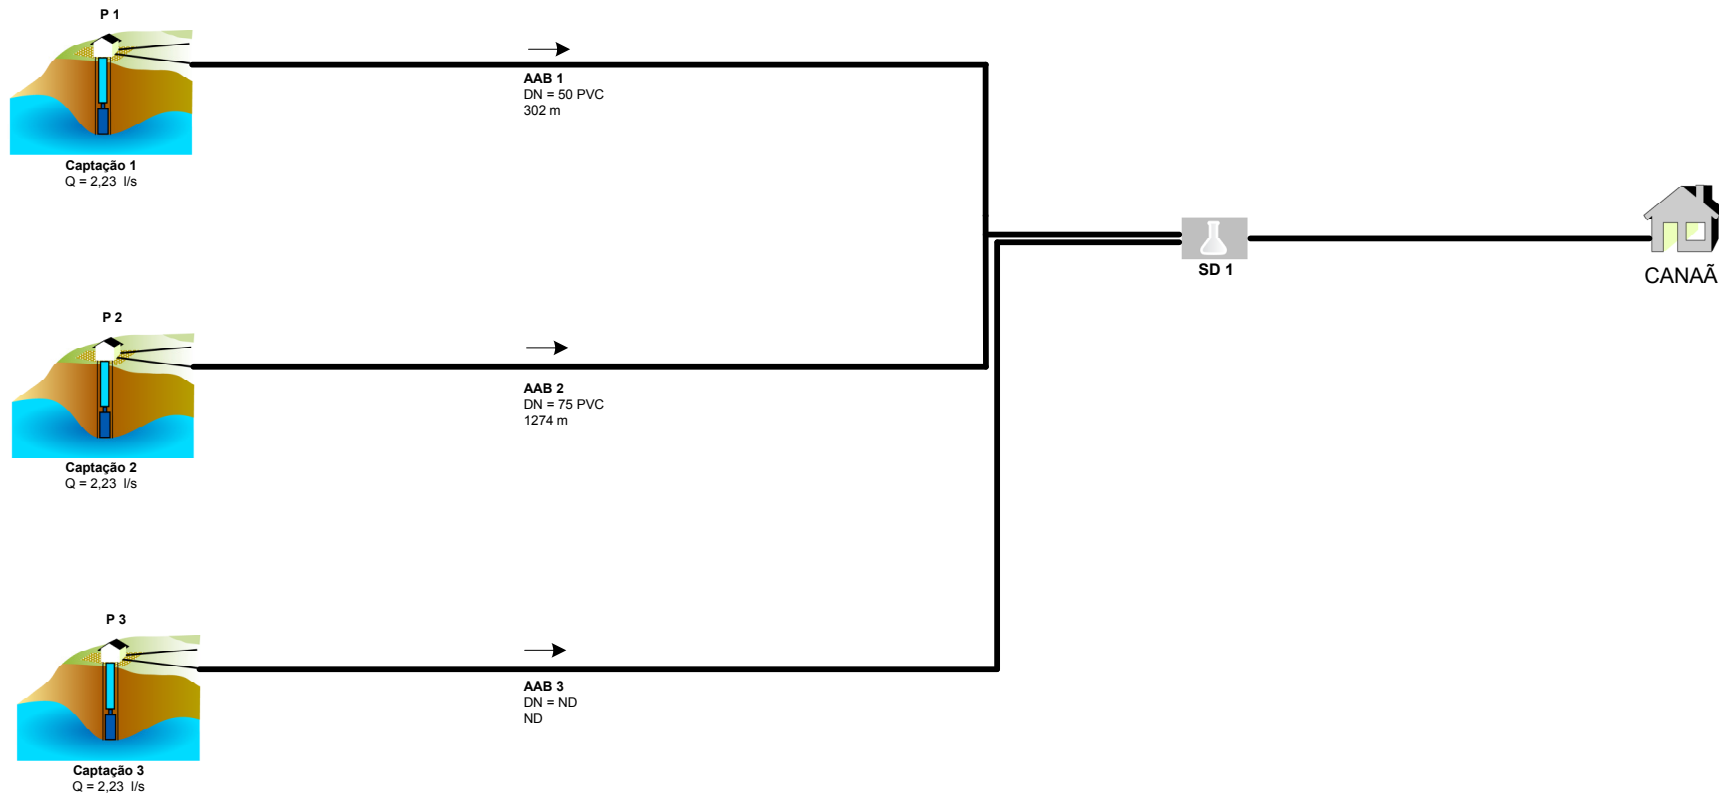 P 1
AAB 1
DN = 50 PVC
302 m
Captação 1
Q = 2,23 l/s
SD 1
CANAÃ
P 2
AAB 2
DN = 75 PVC
1274 m
Captação 2
Q = 2,23 l/s
P 3
AAB 3
DN = ND
ND
Captação 3
Q = 2,23 l/s